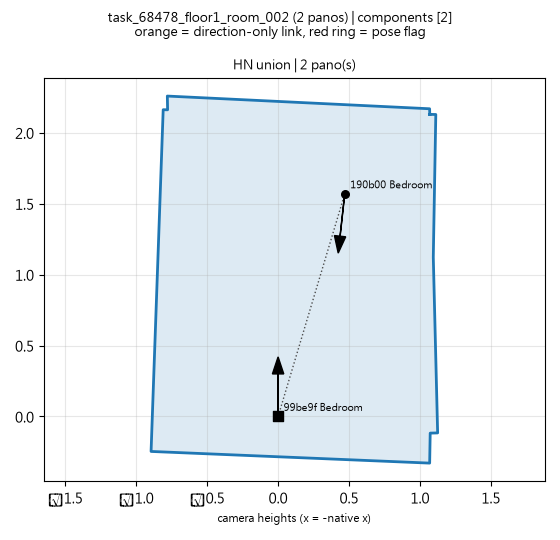 task_68478_floor1_room_002 (2 panos) | components [2]
orange = direction-only link, red ring = pose flag
HN union | 2 pano(s)
190b00 Bedroom
99be9f Bedroom
2.0
1.5
1.0
0.5
0.0
1.5 1.0 0.5 0.0 0.5 1.0 1.5
camera heights (x = -native x)